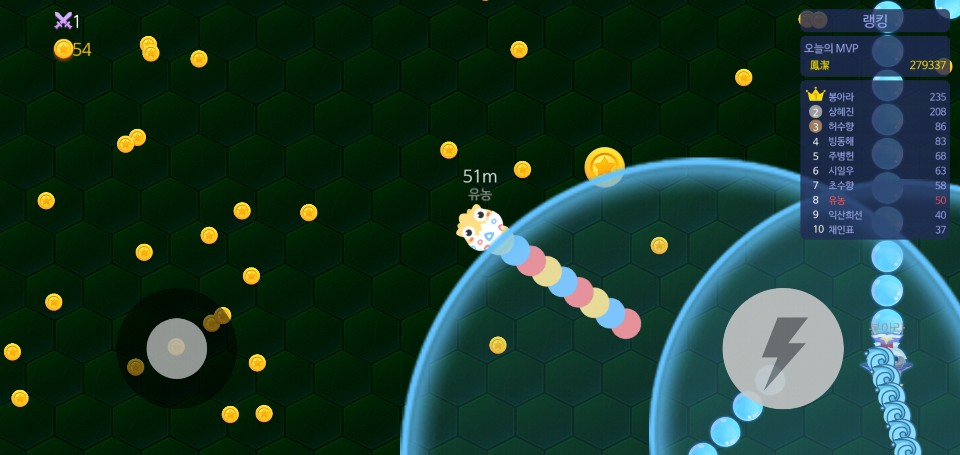 1
54
51m
유농
랭킹
오늘의 MVP
鳳潔 279337
봉아라 235
2 상혜진 208
3 허수향 86
4 빙동해 83
5 주병헌 68
6 시일우 63
7 초수향 58
8 유농 50
9 익산희선 40
10 채인표 37
봉아라